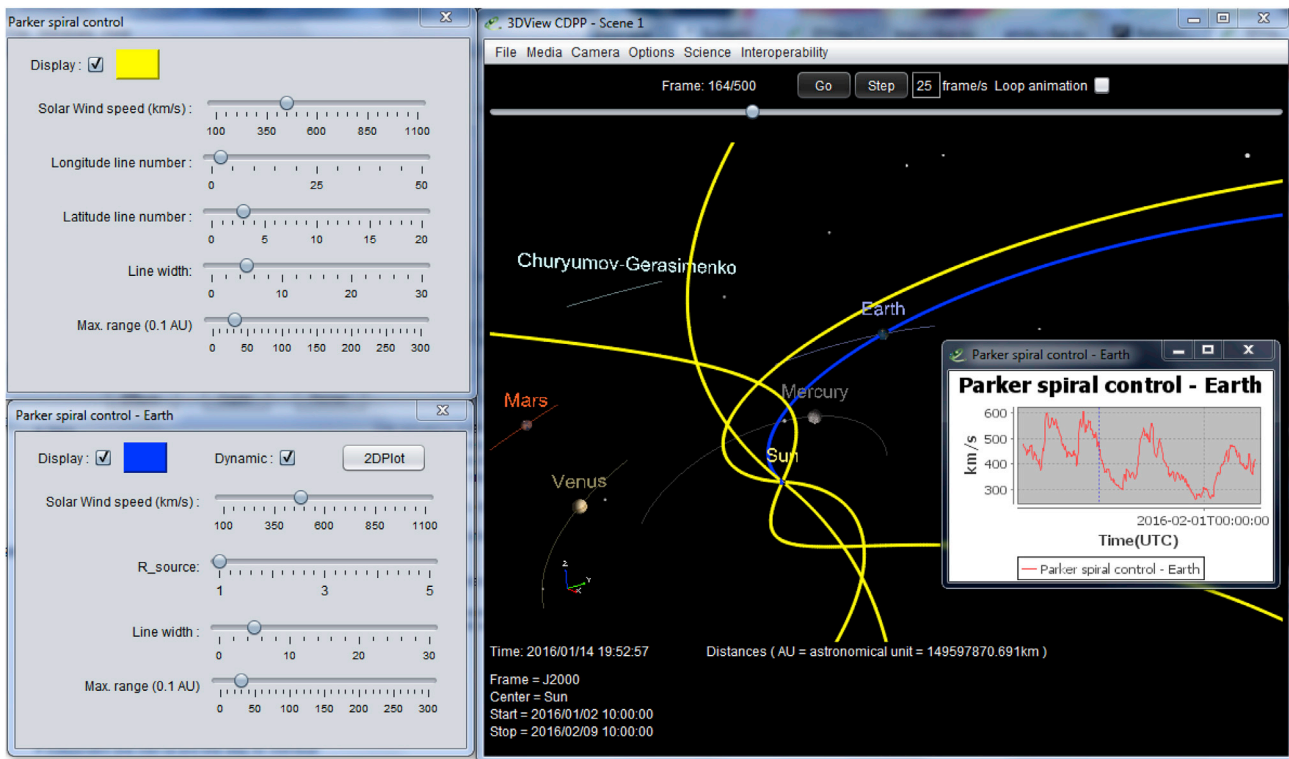 Parker spiral control
Display :
Solar Wind speed (km/s) :
100 350 600 850 1100
Longitude line number :
0 25 50
Latitude line number :
0 5 10 15 20
Line width:
0 10 20 30
Max. range (0.1 AU)
0 50 100 150 200 250 300
Parker spiral control - Earth
Display : Dynamic : 2DPlot
Solar Wind speed (km/s) :
100 350 600 850 1100
R_source:
1 3 5
Line width :
0 10 20 30
Max. range (0.1 AU)
0 50 100 150 200 250 300
3DView CDPP - Scene 1
File Media Camera Options Science Interoperability
Frame: 164/500 Go Step 25 frame/s Loop animation
Churyumov-Gerasimenko
Earth
Mercury
Mars
Sun
Venus
Z
Y
X
Parker spiral control - Earth
Parker spiral control - Earth
600
500
400
300
km/s
2016-02-01T00:00:00
Time(UTC)
Parker spiral control - Earth
Time: 2016/01/14 19:52:57 Distances ( AU = astronomical unit = 149597870.691km )
Frame = J2000
Center = Sun
Start = 2016/01/02 10:00:00
Stop = 2016/02/09 10:00:00